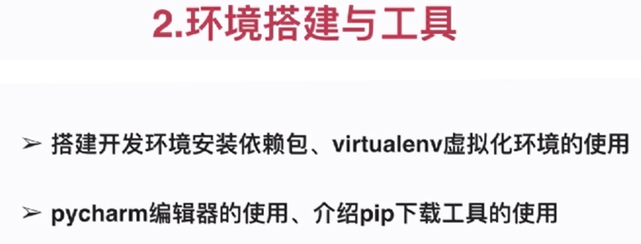 2.环境搭建与工具
➢ 搭建开发环境安装依赖包、virtualenv虚拟化环境的使用
➢ pycharm编辑器的使用、介绍pip下载工具的使用